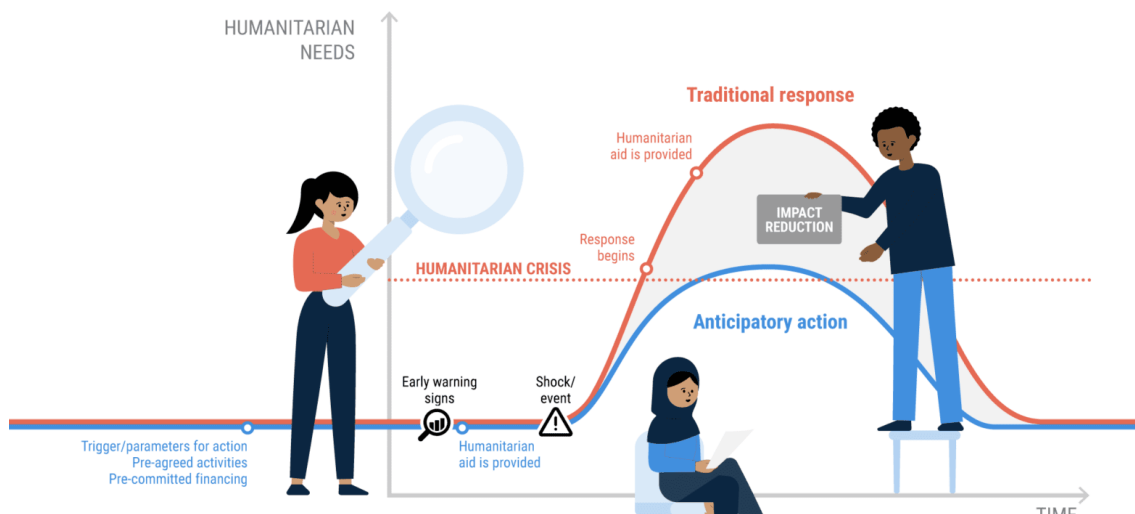 HUMANITARIAN
NEEDS
Traditional response
Humanitarian
aid is provided
IMPACT
REDUCTION
Response
begins
HUMANITARIAN CRISIS
Anticipatory action
Early warning
signs
Shock/
event
Trigger/parameters for action
Pre-agreed activities
Pre-committed financing
Humanitarian
aid is provided
TIME